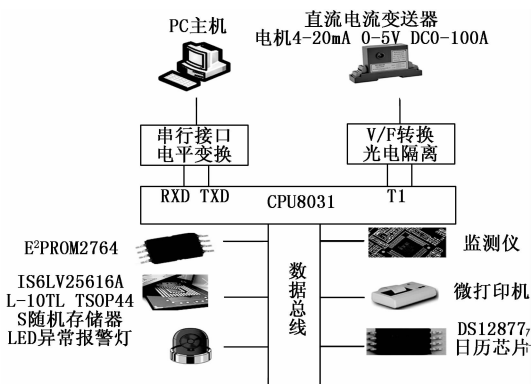 PC主机
直流电流变送器
电机4-20mA 0-5V DC0-100A
串行接口
电平变换
V/F转换
光电隔离
RXD TXD
T1
CPU8031
E²PROM2764
监测仪
数据总线
IS6LV25616A
L-10TL TSOP44
S随机存储器
LED异常报警灯
微打印机
DS12877
日历芯片